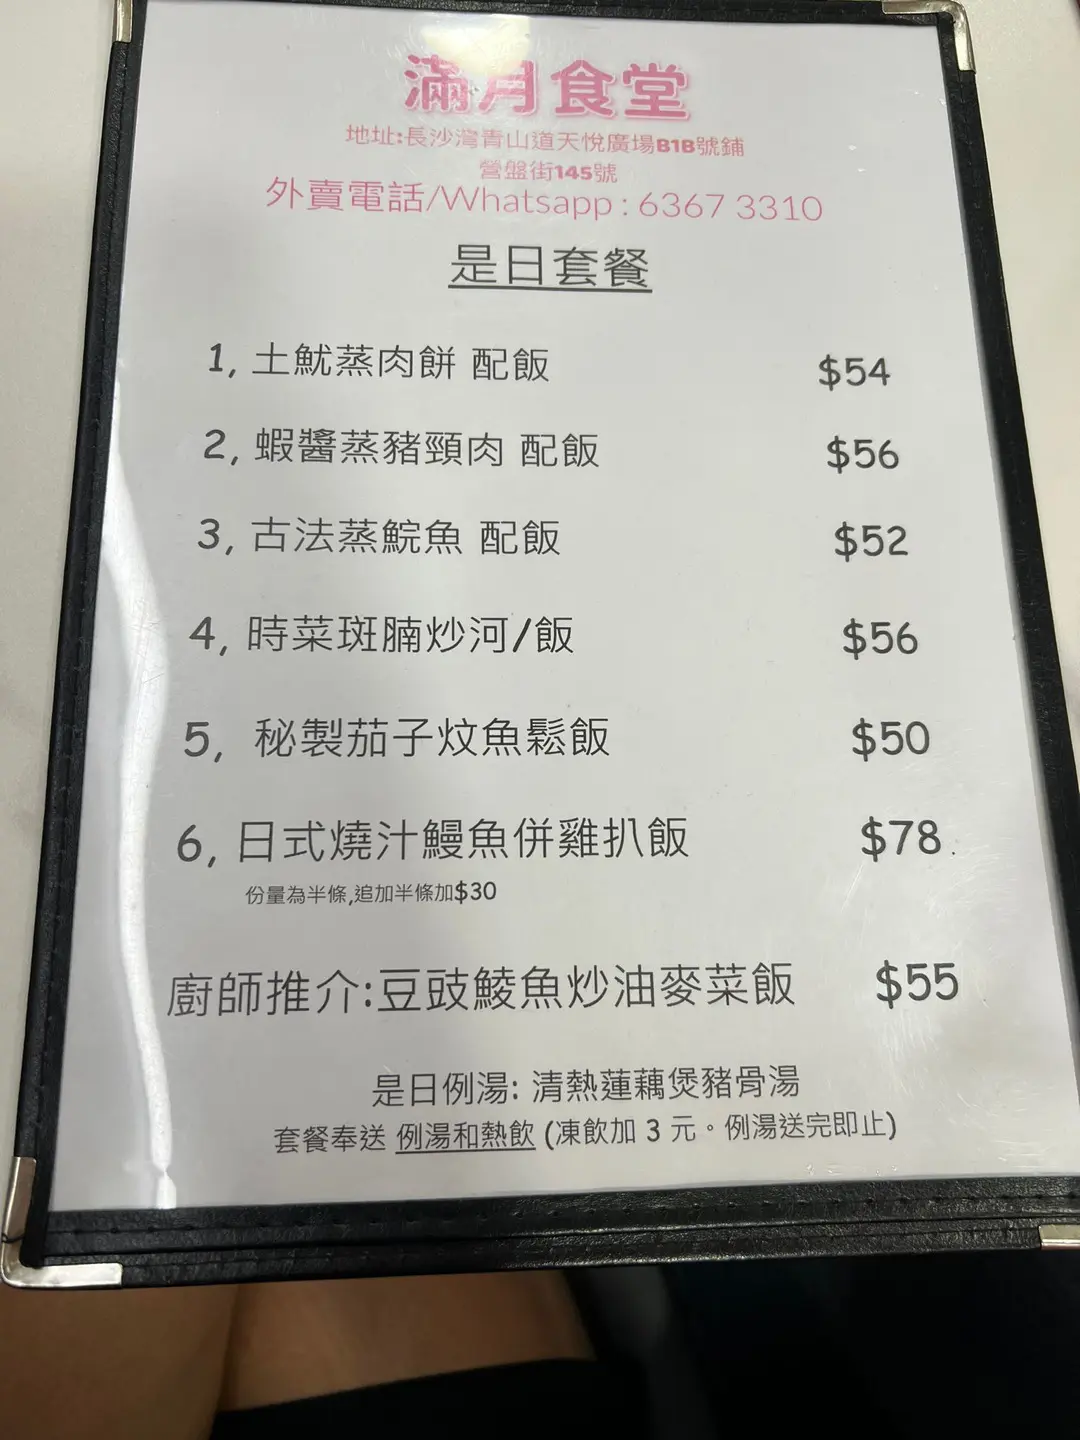 滿月食堂
地址:長沙灣青山道天悅廣場B1B號鋪
營盤街145號
外賣電話/Whatsapp : 6367 3310
是日套餐
1, 土魷蒸肉餅 配飯 $54
2, 蝦醬蒸豬頸肉 配飯 $56
3, 古法蒸鯇魚 配飯 $52
4, 時菜斑腩炒河/飯 $56
5, 秘製茄子炆魚鬆飯 $50
6, 日式燒汁鰻魚併雞扒飯 $78
份量為半條,追加半條加$30
廚師推介:豆豉鯪魚炒油麥菜飯 $55
是日例湯: 清熱蓮藕煲豬骨湯
套餐奉送 例湯和熱飲 (凍飲加 3 元。例湯送完即止)